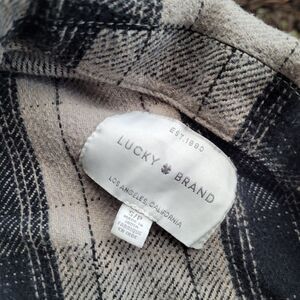 EST. 1990
LUCKY BRAND
LOS ANGELES, CALIFORNIA